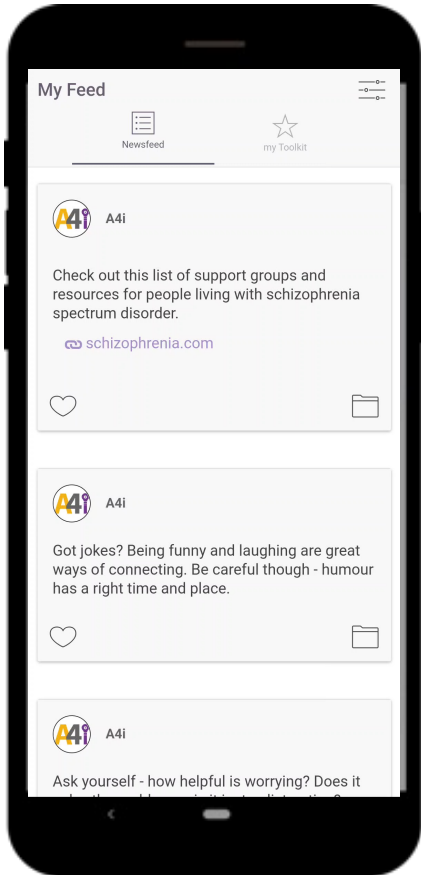 My Feed
Newsfeed
my Toolkit
A4i
A4i
Check out this list of support groups and
resources for people living with schizophrenia
spectrum disorder.
schizophrenia.com
A4i
A4i
Got jokes? Being funny and laughing are great
ways of connecting. Be careful though - humour
has a right time and place.
A4i
A4i
Ask yourself - how helpful is worrying? Does it